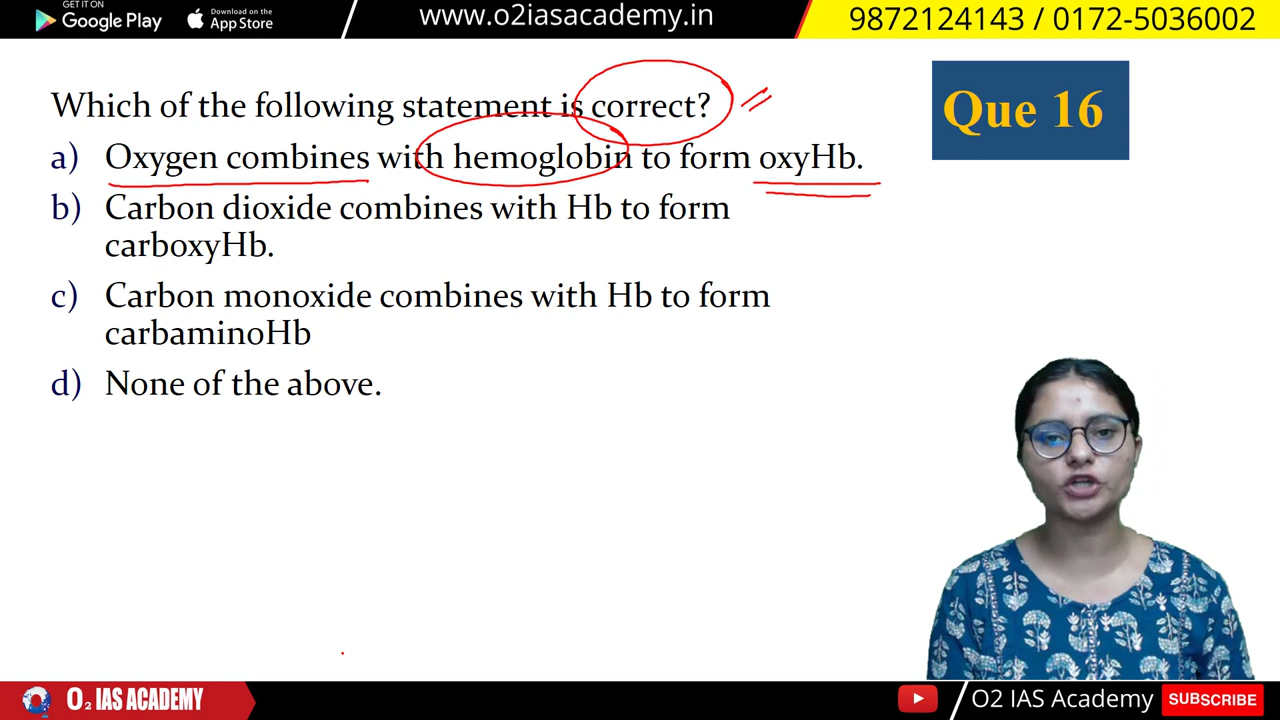 GET IT ON
Google Play
Download on the
App Store
www.o2iasacademy.in
9872124143 / 0172-5036002
Which of the following statement is correct?
Que 16
a) Oxygen combines with hemoglobin to form oxyHb.
b) Carbon dioxide combines with Hb to form
carboxyHb.
c) Carbon monoxide combines with Hb to form
carbaminoHb
d) None of the above.
O2 IAS ACADEMY
O2 IAS Academy
SUBSCRIBE